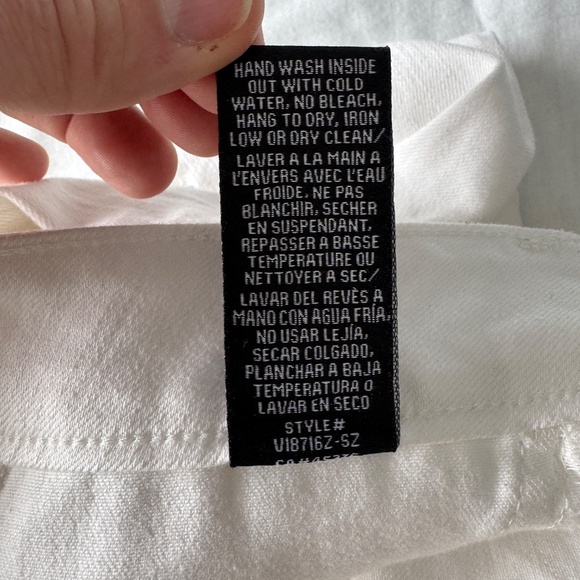 HAND WASH INSIDE
OUT WITH COLD
WATER, NO BLEACH,
HANG TO DRY, IRON
LOW OR DRY CLEAN/
LAVER A LA MAIN A
L'ENVERS AVEC L'EAU
FROIDE, NE PAS
BLANCHIR, SECHER
EN SUSPENDANT,
REPASSER A BASSE
TEMPERATURE OU
NETTOYER A SEC/
LAVAR DEL REVÈS A
MANO CON AGUA FRÍA,
NO USAR LEJÍA,
SECAR COLGADO,
PLANCHAR A BAJA
TEMPERATURA O
LAVAR EN SECO
STYLE#
V18716Z-SZ